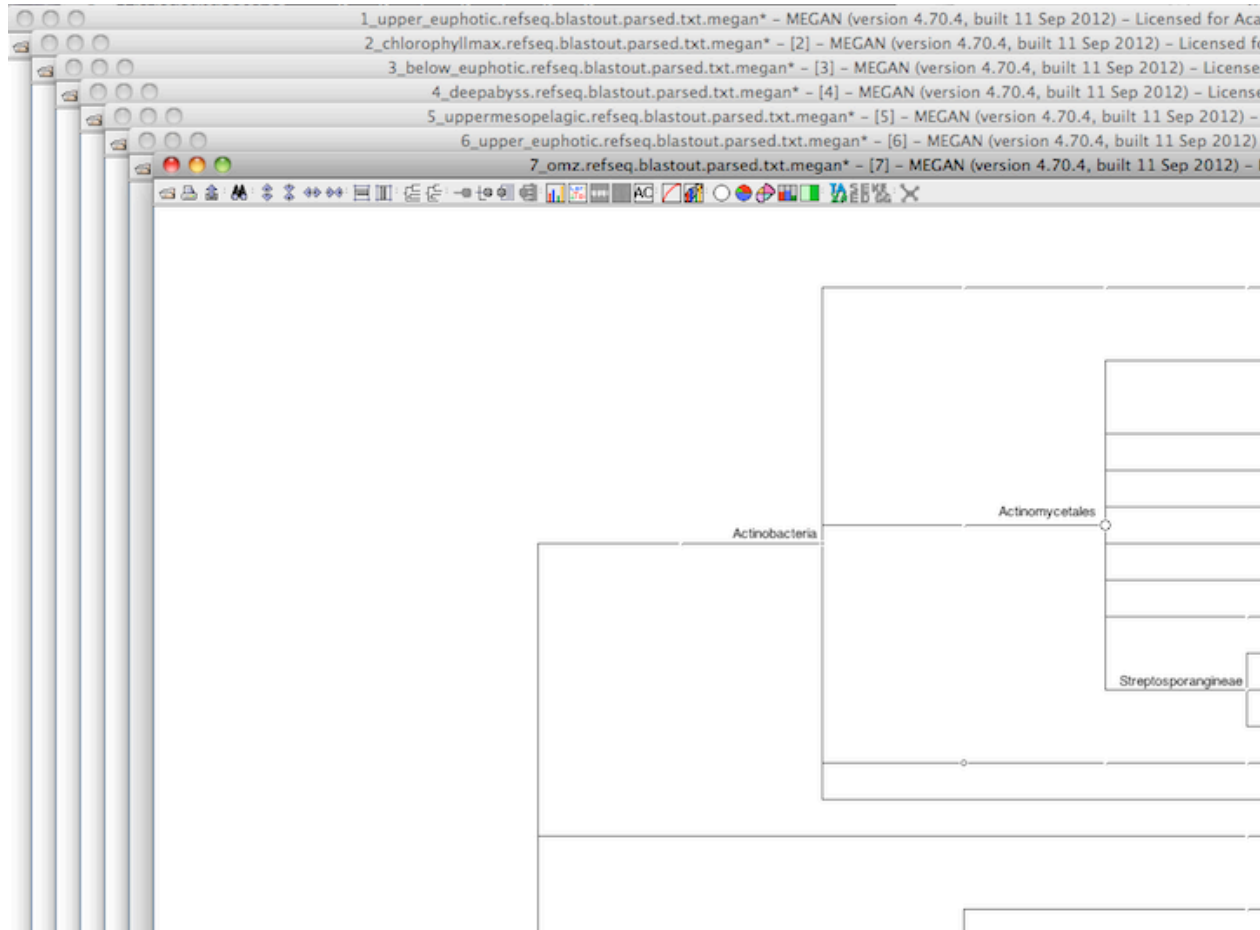 1_upper_euphotic.refseq.blastout.parsed.txt.megan* – MEGAN (version 4.70.4, built 11 Sep 2012) – Licensed for Aca
2_chlorophyllmax.refseq.blastout.parsed.txt.megan* – [2] – MEGAN (version 4.70.4, built 11 Sep 2012) – Licensed f
3_below_euphotic.refseq.blastout.parsed.txt.megan* – [3] – MEGAN (version 4.70.4, built 11 Sep 2012) – License
4_deepabyss.refseq.blastout.parsed.txt.megan* – [4] – MEGAN (version 4.70.4, built 11 Sep 2012) – License
5_uppermesopelagic.refseq.blastout.parsed.txt.megan* – [5] – MEGAN (version 4.70.4, built 11 Sep 2012) –
6_upper_euphotic.refseq.blastout.parsed.txt.megan* – [6] – MEGAN (version 4.70.4, built 11 Sep 2012)
7_omz.refseq.blastout.parsed.txt.megan* – [7] – MEGAN (version 4.70.4, built 11 Sep 2012) –
Actinomycetales
Actinobacteria
Streptosporangineae